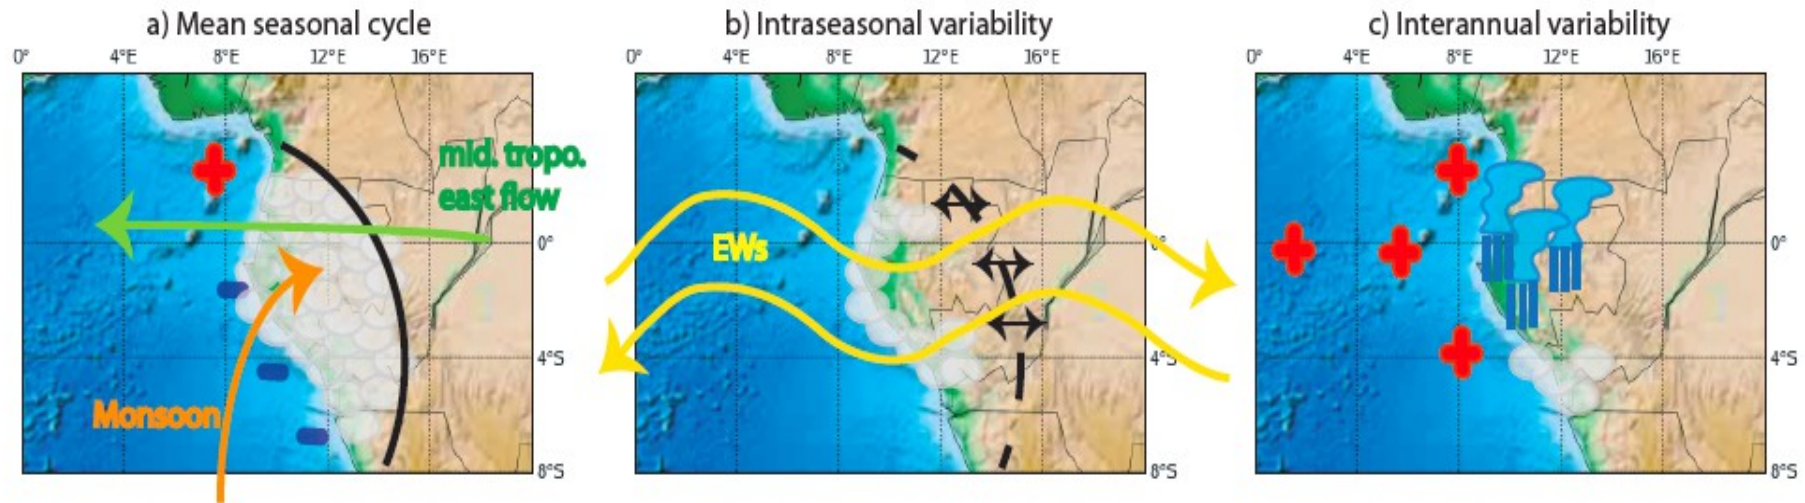 a) Mean seasonal cycle
b) Intraseasonal variability
c) Interannual variability
0° 4°E 8°E 12°E 16°E
0° 4°E 8°E 12°E 16°E
0° 4°E 8°E 12°E 16°E
mid. tropo.
east flow
Monsoon
0°
4°S
8°S
EWs
0°
4°S
8°S
0°
4°S
8°S